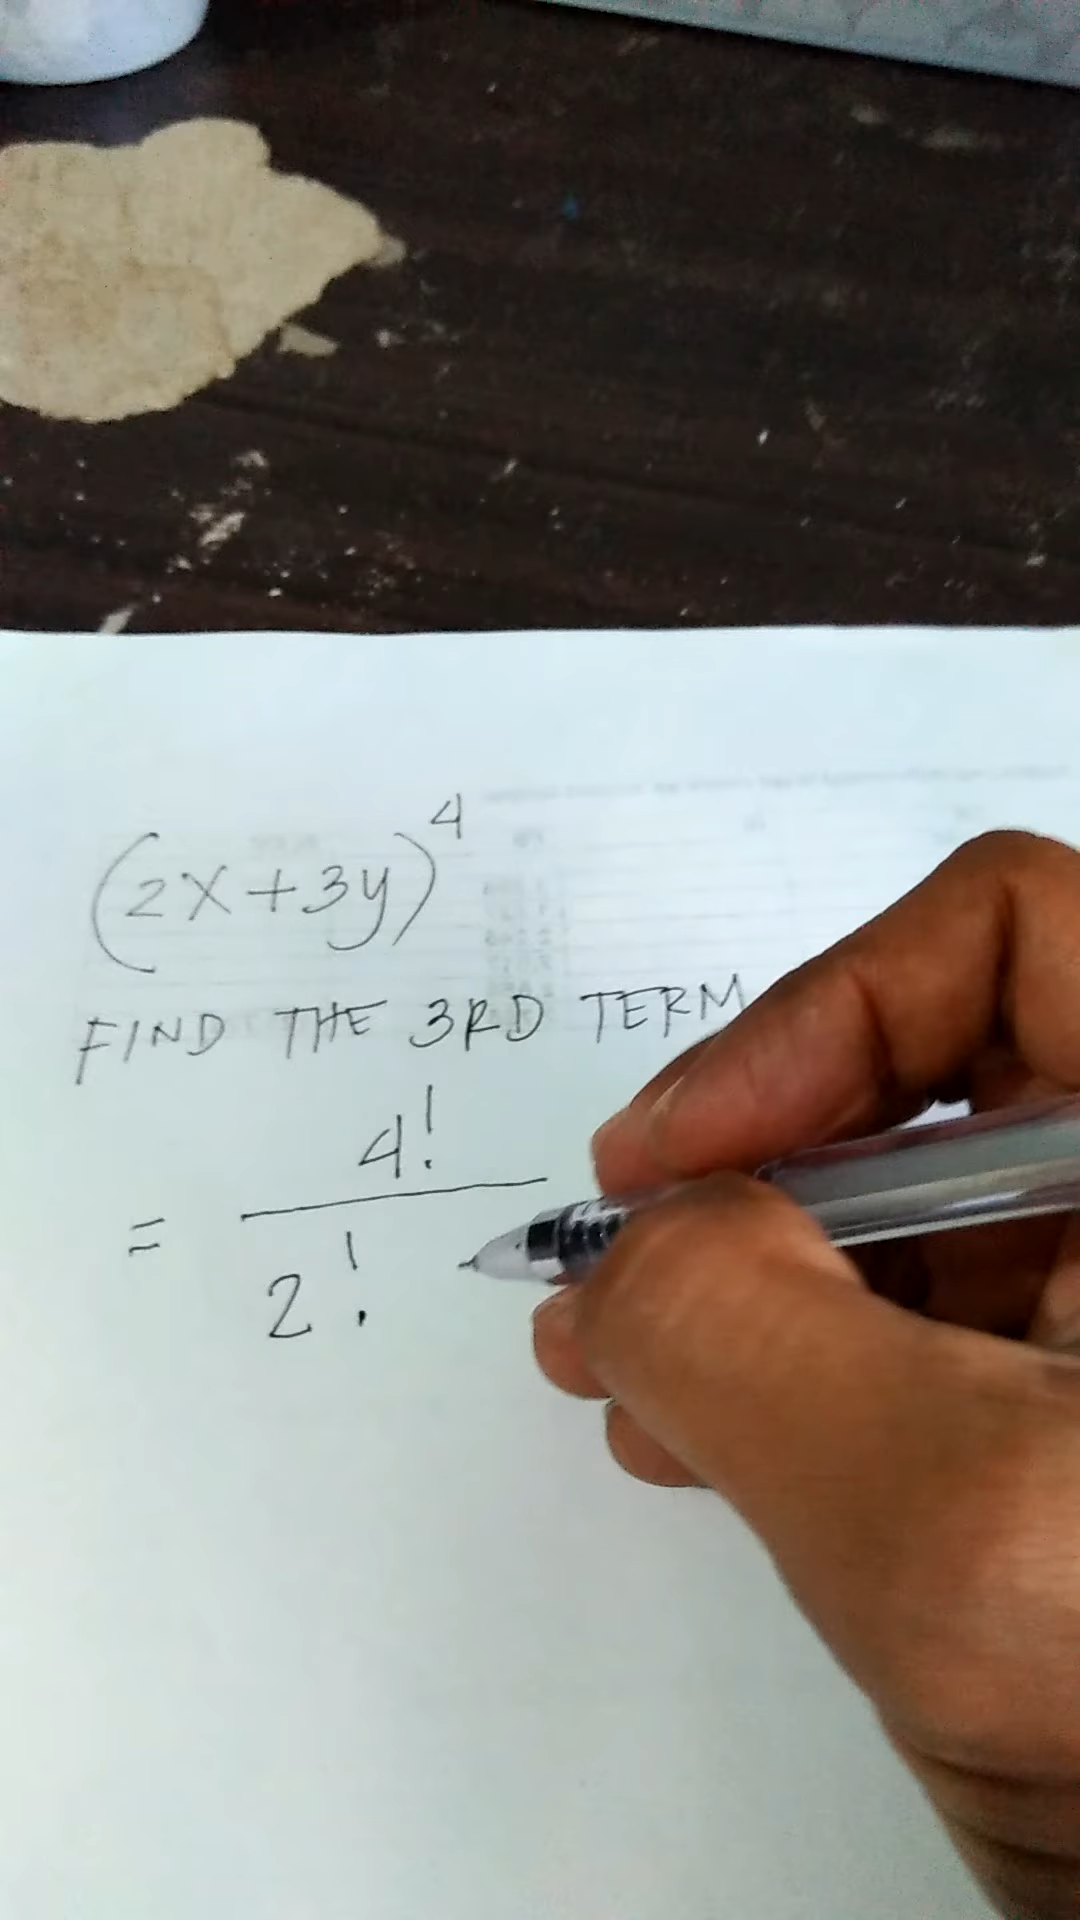 (2x+3y)^4
FIND THE 3RD TERM
= 4!
2!